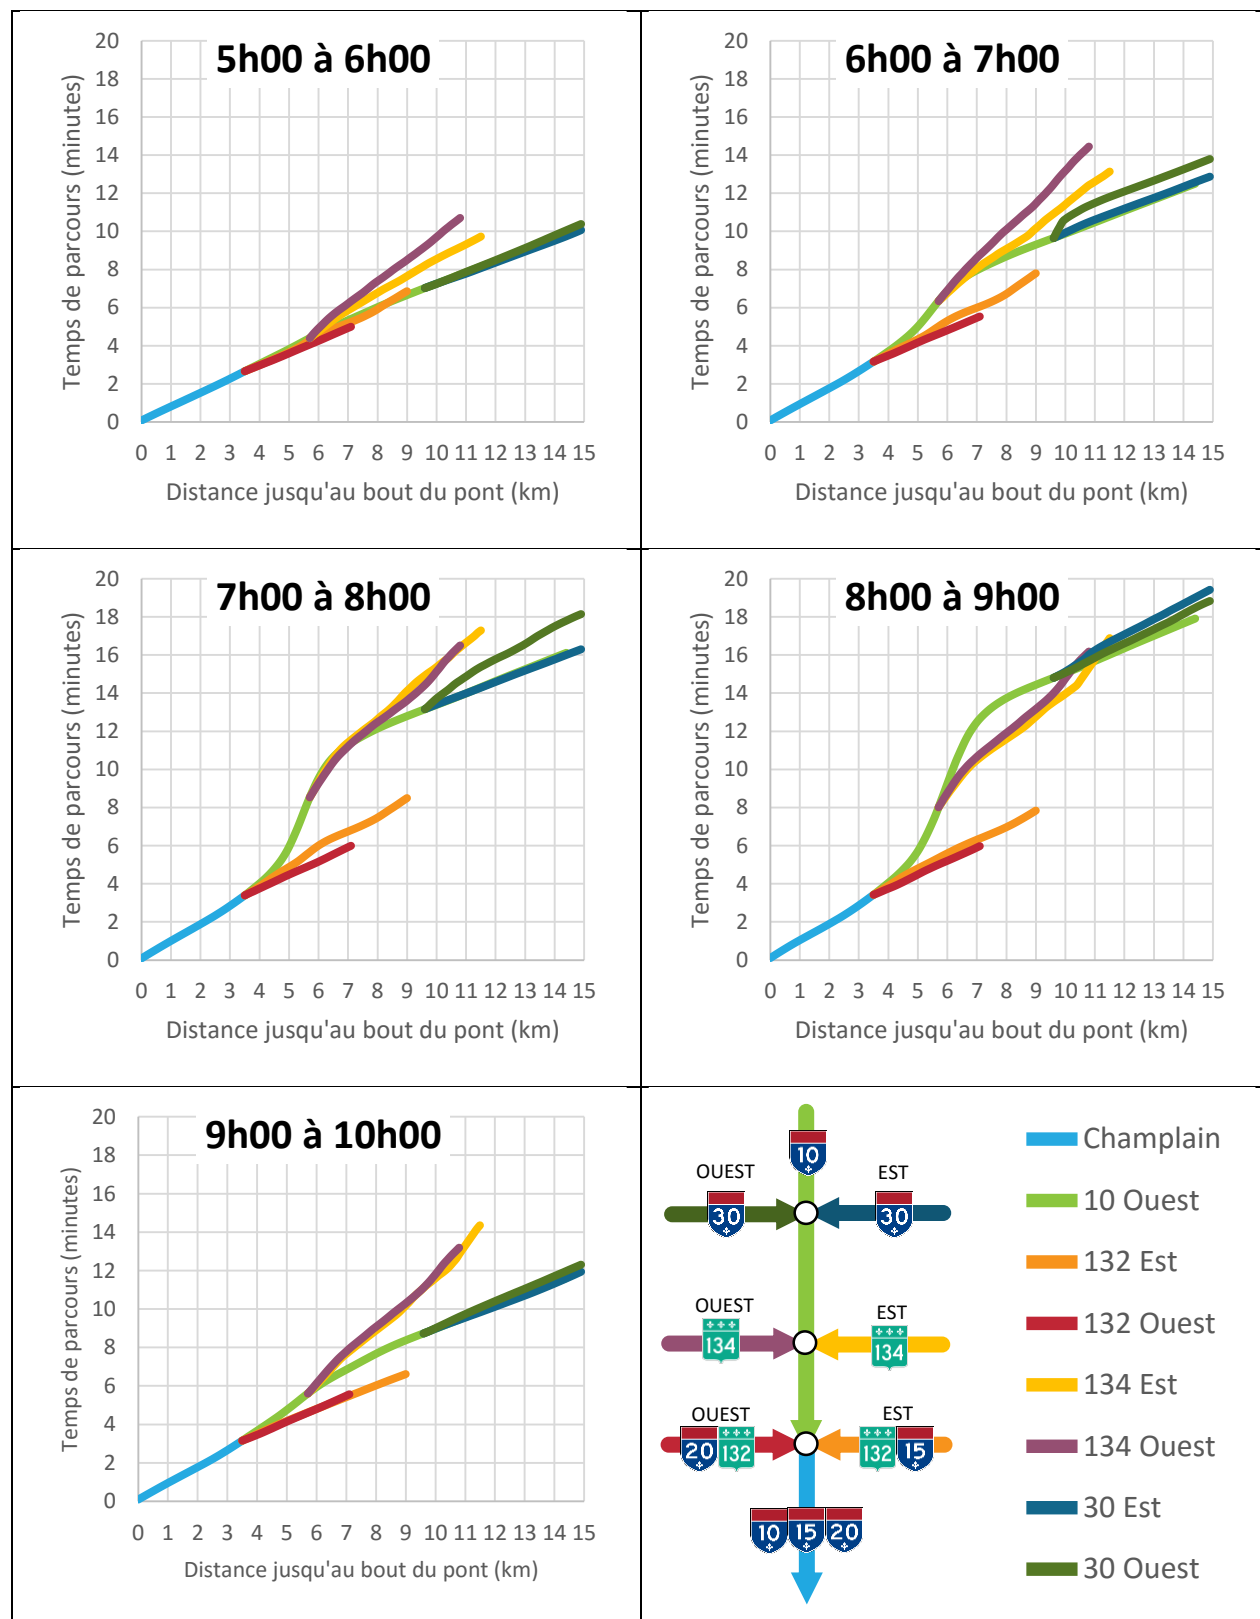 5h00 à 6h00
Temps de parcours (minutes)
20
18
16
14
12
10
8
6
4
2
0
0 1 2 3 4 5 6 7 8 9 10 11 12 13 14 15
Distance jusqu'au bout du pont (km)
6h00 à 7h00
Temps de parcours (minutes)
20
18
16
14
12
10
8
6
4
2
0
0 1 2 3 4 5 6 7 8 9 10 11 12 13 14 15
Distance jusqu'au bout du pont (km)
7h00 à 8h00
Temps de parcours (minutes)
20
18
16
14
12
10
8
6
4
2
0
0 1 2 3 4 5 6 7 8 9 10 11 12 13 14 15
Distance jusqu'au bout du pont (km)
8h00 à 9h00
Temps de parcours (minutes)
20
18
16
14
12
10
8
6
4
2
0
0 1 2 3 4 5 6 7 8 9 10 11 12 13 14 15
Distance jusqu'au bout du pont (km)
9h00 à 10h00
Temps de parcours (minutes)
20
18
16
14
12
10
8
6
4
2
0
0 1 2 3 4 5 6 7 8 9 10 11 12 13 14 15
Distance jusqu'au bout du pont (km)
10
OUEST EST
30 30
OUEST EST
134 134
OUEST EST
20 132 132 15
10 15 20
Champlain
10 Ouest
132 Est
132 Ouest
134 Est
134 Ouest
30 Est
30 Ouest